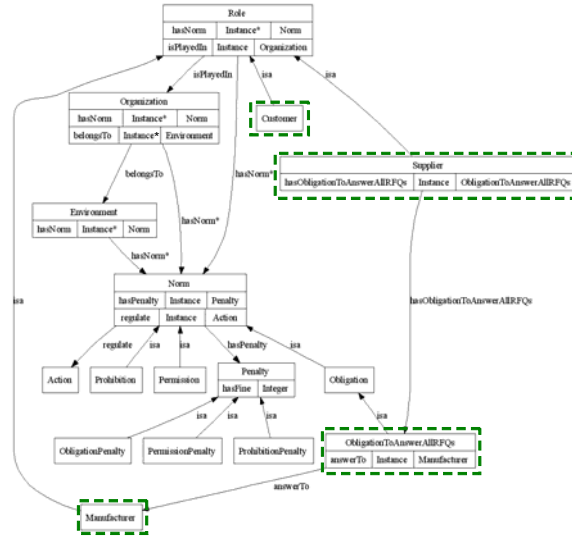 Role
hasNorm Instance* Norm
isPlayedIn Instance Organization
isPlayedIn
isa
isa
Organization
hasNorm Instance* Norm
belongsTo Instance* Environment
Customer
Supplier
hasObligationToAnswerAllRFQs Instance ObligationToAnswerAllRFQs
belongsTo
hasNorm*
Environment
hasNorm Instance* Norm
hasNorm*
hasNorm*
Norm
hasPenalty Instance Penalty
regulate Instance Action
isa
hasObligationToAnswerAllRFQs
regulate
isa
isa
hasPenalty
isa
Action
Prohibition
Permission
Penalty
hasFine Integer
Obligation
isa
isa
isa
isa
ObligationPenalty
PermissionPenalty
ProhibitionPenalty
ObligationToAnswerAllRFQs
answerTo Instance Manufacturer
answerTo
Manufacturer